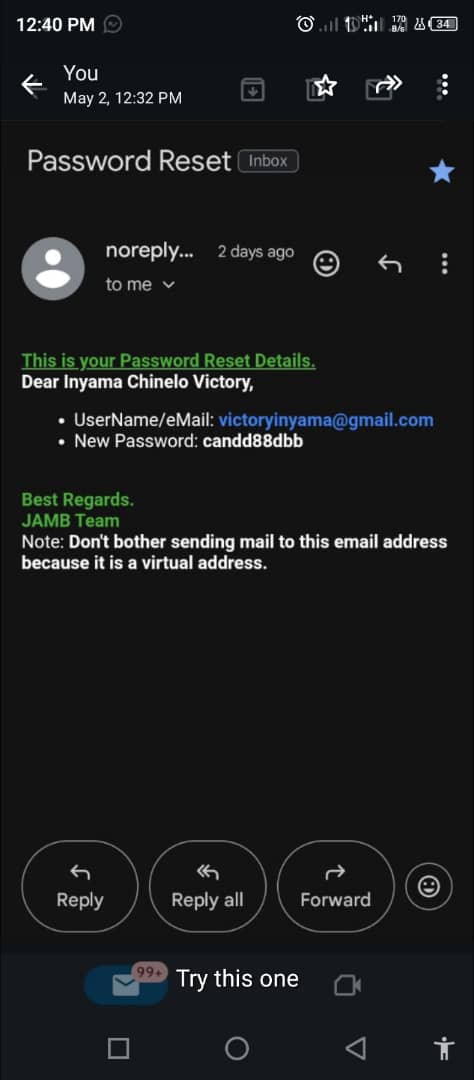 12:40 PM
H+
170
B/s
34
You
May 2, 12:32 PM
Password Reset
Inbox
noreply... 2 days ago
to me
This is your Password Reset Details.
Dear Inyama Chinelo Victory,
• UserName/eMail: victoryinyama@gmail.com
• New Password: candd88dbb
Best Regards.
JAMB Team
Note: Don't bother sending mail to this email address
because it is a virtual address.
Reply
Reply all
Forward
99+
Try this one